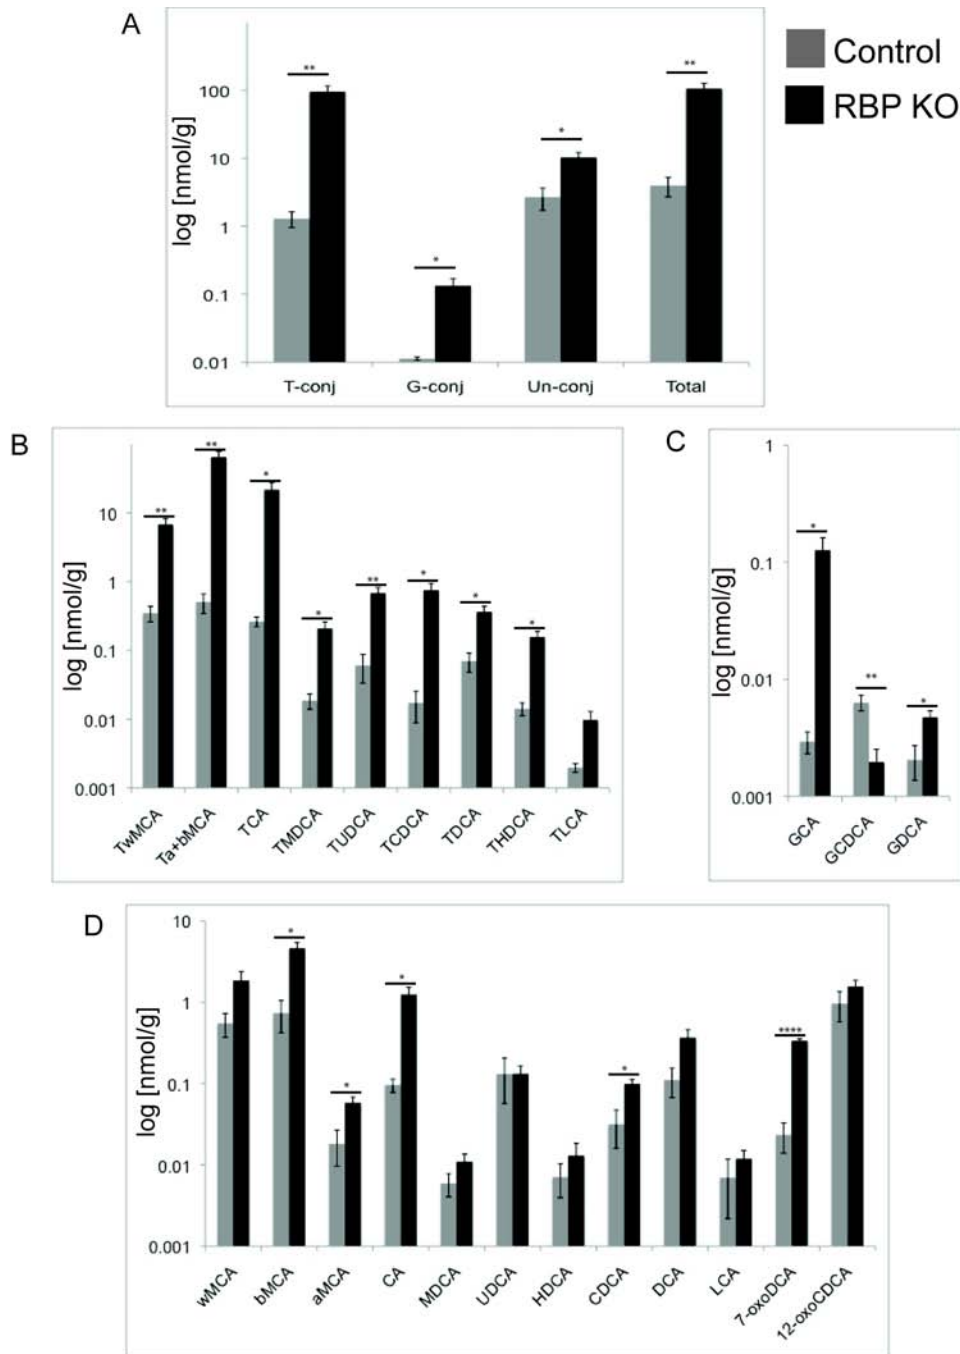 A
Control
RBP KO
log [nmol/g]
100
10
1
0.1
0.01
** * * **
T-conj G-conj Un-conj Total
B
log [nmol/g]
10
1
0.1
0.01
0.001
** ** * * ** * * *
TwMCA Ta+bMCA TCA TMDCA TUDCA TCDCA TDCA THDCA TLCA
C
log [nmol/g]
1
0.1
0.01
0.001
* ** *
GCA GCDCA GDCA
D
log [nmol/g]
10
1
0.1
0.01
0.001
* * * * ****
wMCA bMCA aMCA CA MDCA UDCA HDCA CDCA DCA LCA 7-oxoDCA 12-oxoCDCA